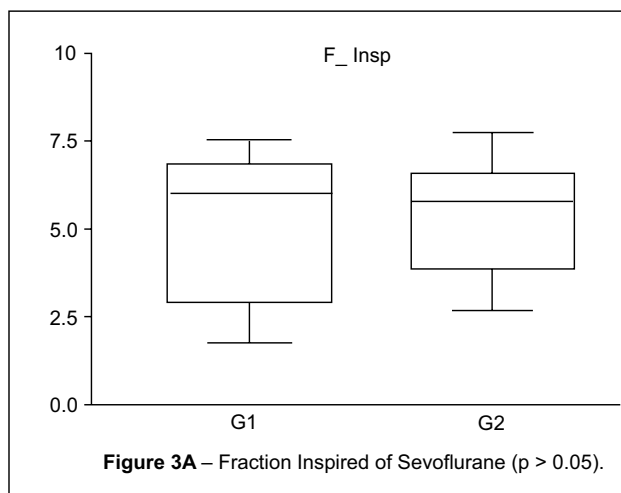 F_ Insp
10
7.5
5.0
2.5
0.0
G1 G2
Figure 3A – Fraction Inspired of Sevoflurane (p > 0.05).